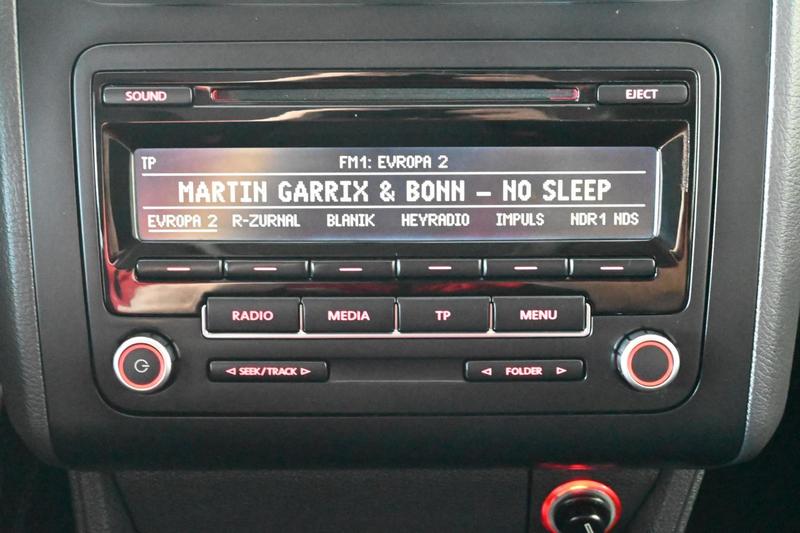 SOUND EJECT
TP FM1: EVROPA 2
MARTIN GARRIX & BONN – NO SLEEP
EVROPA 2 R-ZURNAL BLANIK HEYRADIO IMPULS NDR1 NDS
RADIO MEDIA TP MENU
SEEK/TRACK FOLDER